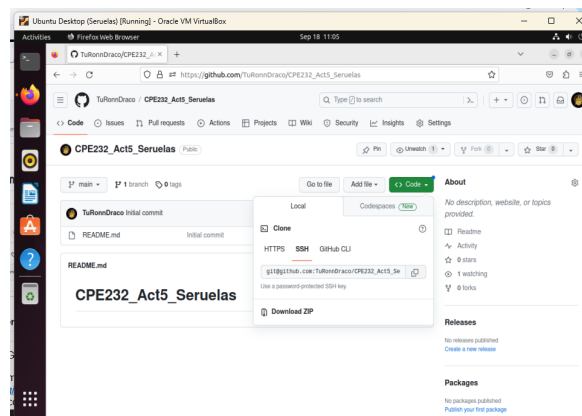 Ubuntu Desktop (Seruelas) [Running] - Oracle VM VirtualBox
Activities Firefox Web Browser Sep 18 11:05
TuRonnDraco/CPE232_Ac
https://github.com/TuRonnDraco/CPE232_Act5_Seruelas
TuRonnDraco / CPE232_Act5_Seruelas Type / to search
Code Issues Pull requests Actions Projects Wiki Security Insights Settings
CPE232_Act5_Seruelas Public Pin Unwatch 1 Fork 0 Star 0
main 1 branch 0 tags Go to file Add file Code
TuRonnDraco Initial commit
README.md Initial commit
README.md
CPE232_Act5_Seruelas
Local Codespaces New
Clone
HTTPS SSH GitHub CLI
git@github.com:TuRonnDraco/CPE232_Act5_Se
Use a password-protected SSH key.
Download ZIP
About
No description, website, or topics
provided.
Readme
Activity
0 stars
1 watching
0 forks
Releases
No releases published
Create a new release
Packages
No packages published
Publish your first package